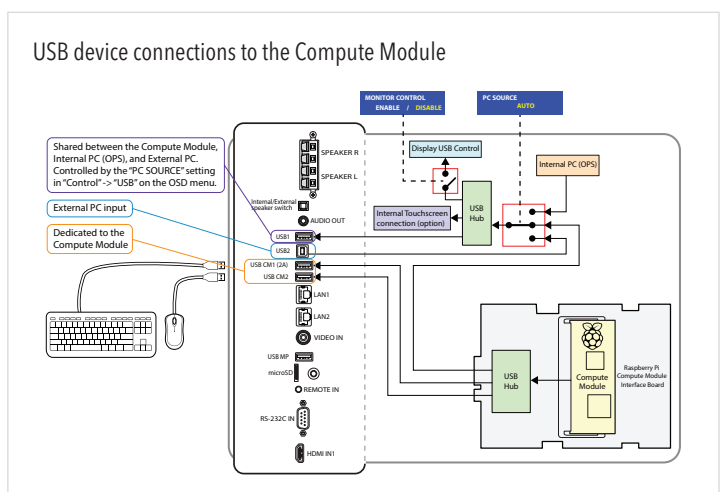 USB device connections to the Compute Module
MONITOR CONTROL
ENABLE / DISABLE
PC SOURCE
AUTO
Shared between the Compute Module,
Internal PC (OPS), and External PC.
Controlled by the "PC SOURCE" setting
in "Control" -> "USB" on the OSD menu.
External PC input
Dedicated to the
Compute Module
SPEAKER R
SPEAKER L
Internal/External
speaker switch
AUDIO OUT
USB1
USB2
USB CM1 (2A)
USB CM2
LAN1
LAN2
VIDEO IN
USB MP
microSD
REMOTE IN
RS-232C IN
HDMI IN1
Display USB Control
Internal Touchscreen
connection (option)
USB
Hub
Internal PC (OPS)
USB
Hub
Compute
Module
Raspberry Pi
Compute Module
Interface Board